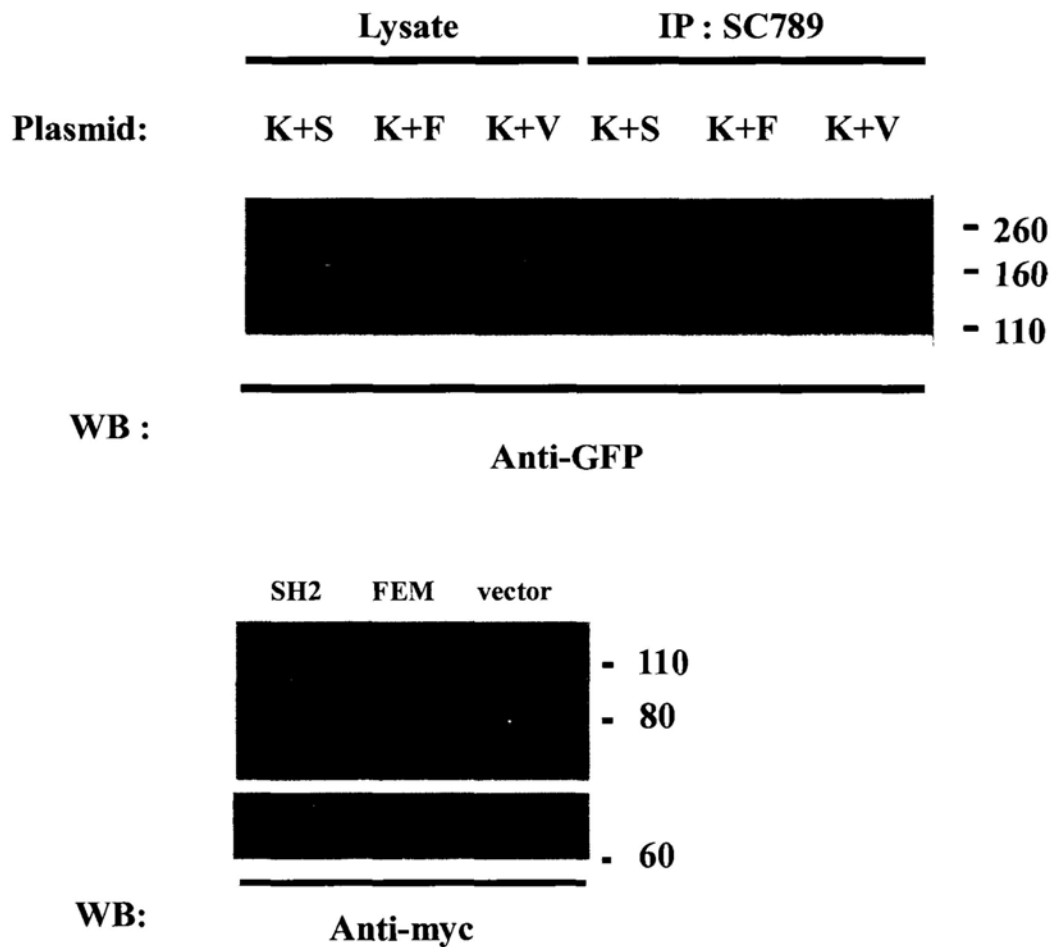 Lysate IP : SC789
Plasmid: K+S K+F K+V K+S K+F K+V
- 260
- 160
- 110
WB :
Anti-GFP
SH2 FEM vector
- 110
- 80
- 60
WB:
Anti-myc